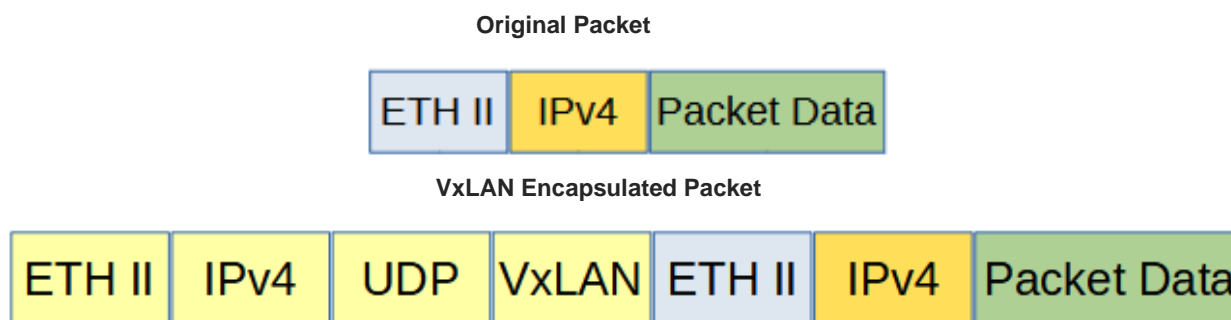 Original Packet
ETH II IPv4 Packet Data
VxLAN Encapsulated Packet
ETH II IPv4 UDP VxLAN ETH II IPv4 Packet Data